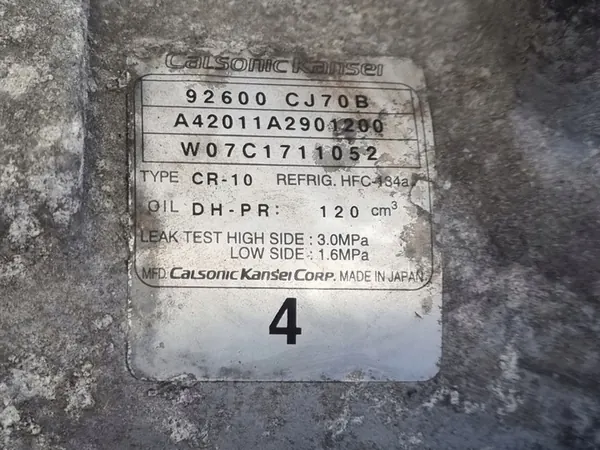 Calsonic Kansei
92600 CJ70B
A42011A2901200
W07C1711052
TYPE CR-10 REFRIG. HFC-134a
OIL DH-PR: 120 cm³
LEAK TEST HIGH SIDE : 3.0MPa
LOW SIDE : 1.6MPa
MFD. Calsonic Kansei CORP. MADE IN JAPAN
4